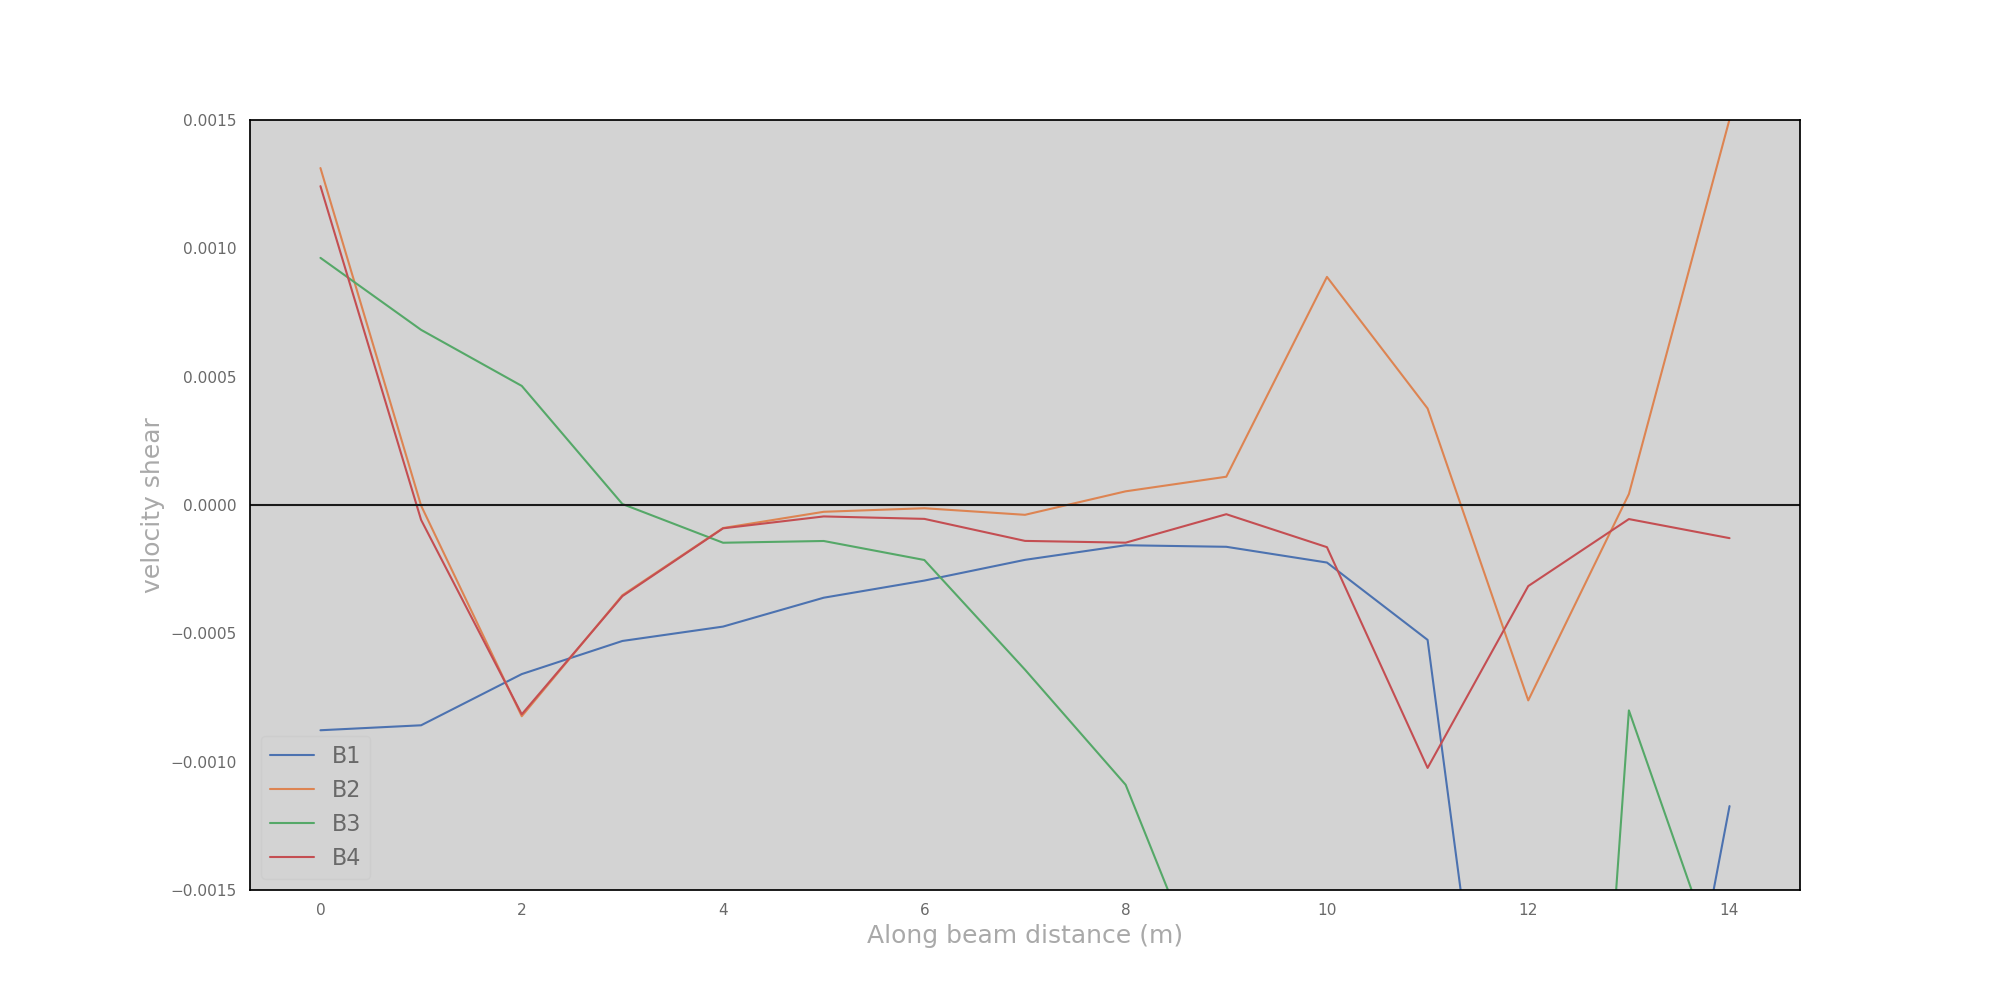 0.0015
0.0010
0.0005
0.0000
−0.0005
−0.0010
−0.0015
velocity shear
B1
B2
B3
B4
0 2 4 6 8 10 12 14
Along beam distance (m)